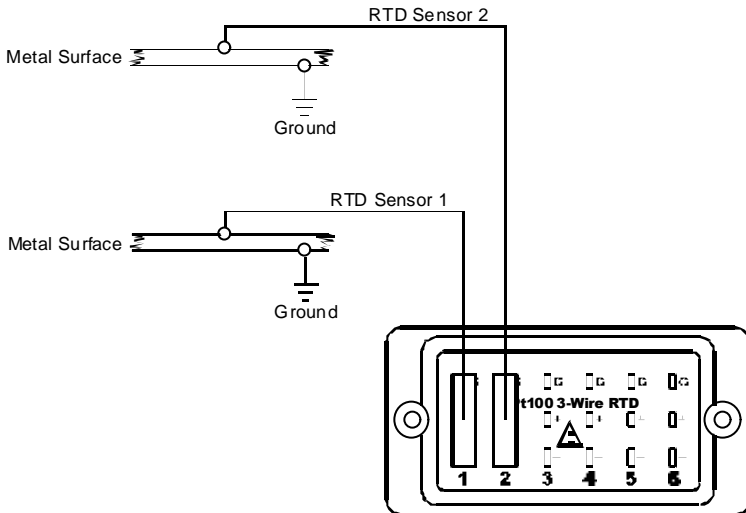 RTD Sensor 2
Metal Surface
Ground
RTD Sensor 1
Metal Surface
Ground
G G G G
3-Wire RTD
+ + + +
- - - -
1 2 3 4 5 6